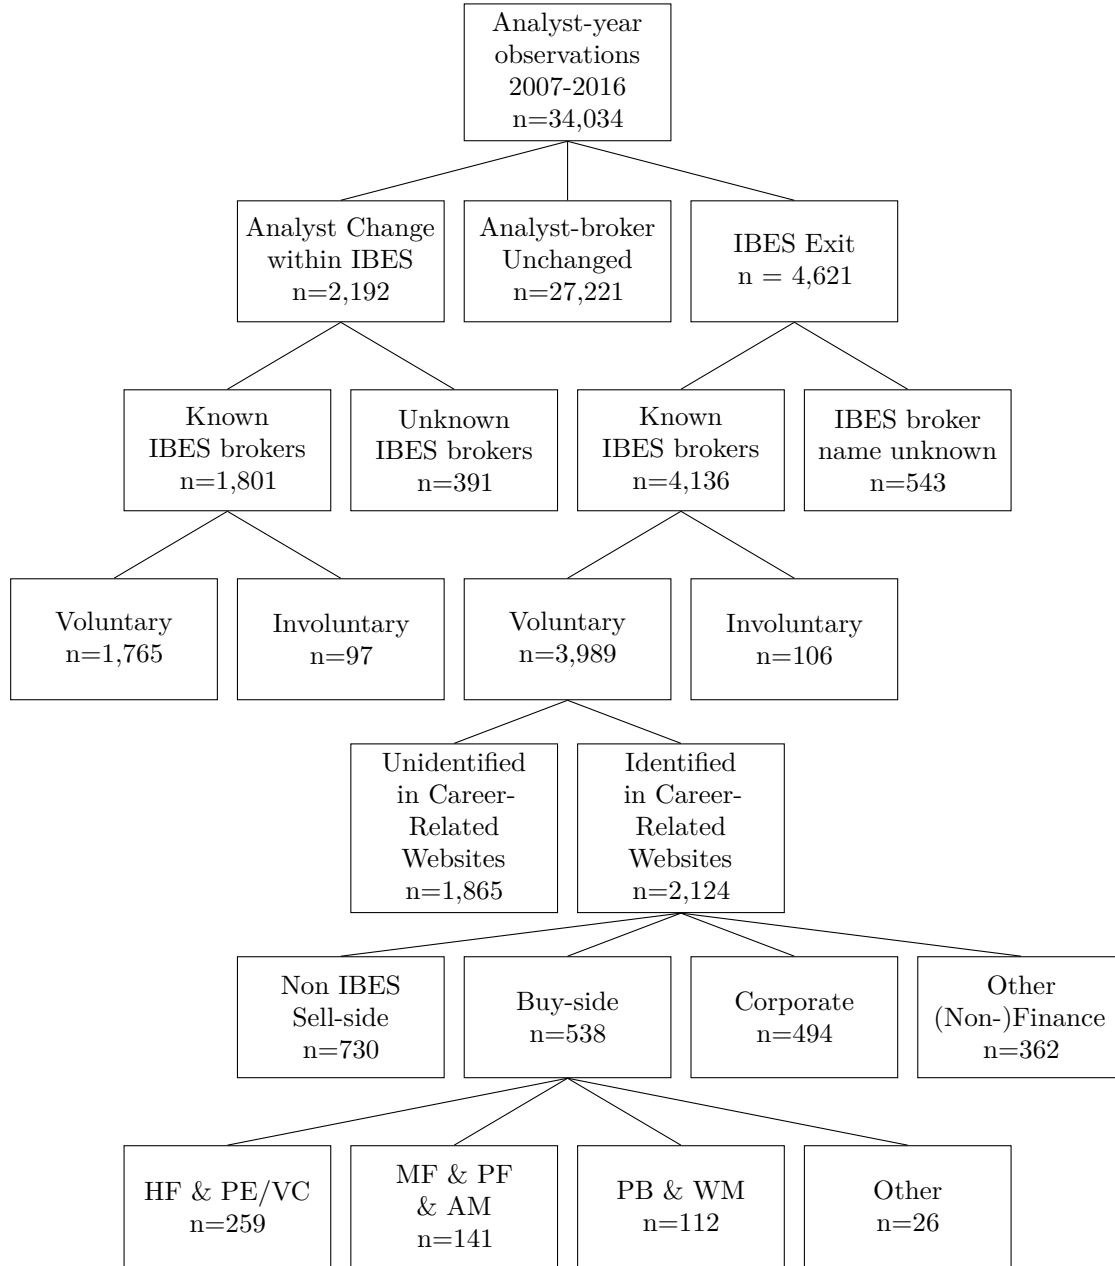 Analyst-year
observations
2007-2016
n=34,034
Analyst Change
within IBES
n=2,192
Analyst-broker
Unchanged
n=27,221
IBES Exit
n = 4,621
Known
IBES brokers
n=1,801
Unknown
IBES brokers
n=391
Known
IBES brokers
n=4,136
IBES broker
name unknown
n=543
Voluntary
n=1,765
Involuntary
n=97
Voluntary
n=3,989
Involuntary
n=106
Unidentified
in Career-
Related
Websites
n=1,865
Identified
in Career-
Related
Websites
n=2,124
Non IBES
Sell-side
n=730
Buy-side
n=538
Corporate
n=494
Other
(Non-)Finance
n=362
HF & PE/VC
n=259
MF & PF
& AM
n=141
PB & WM
n=112
Other
n=26